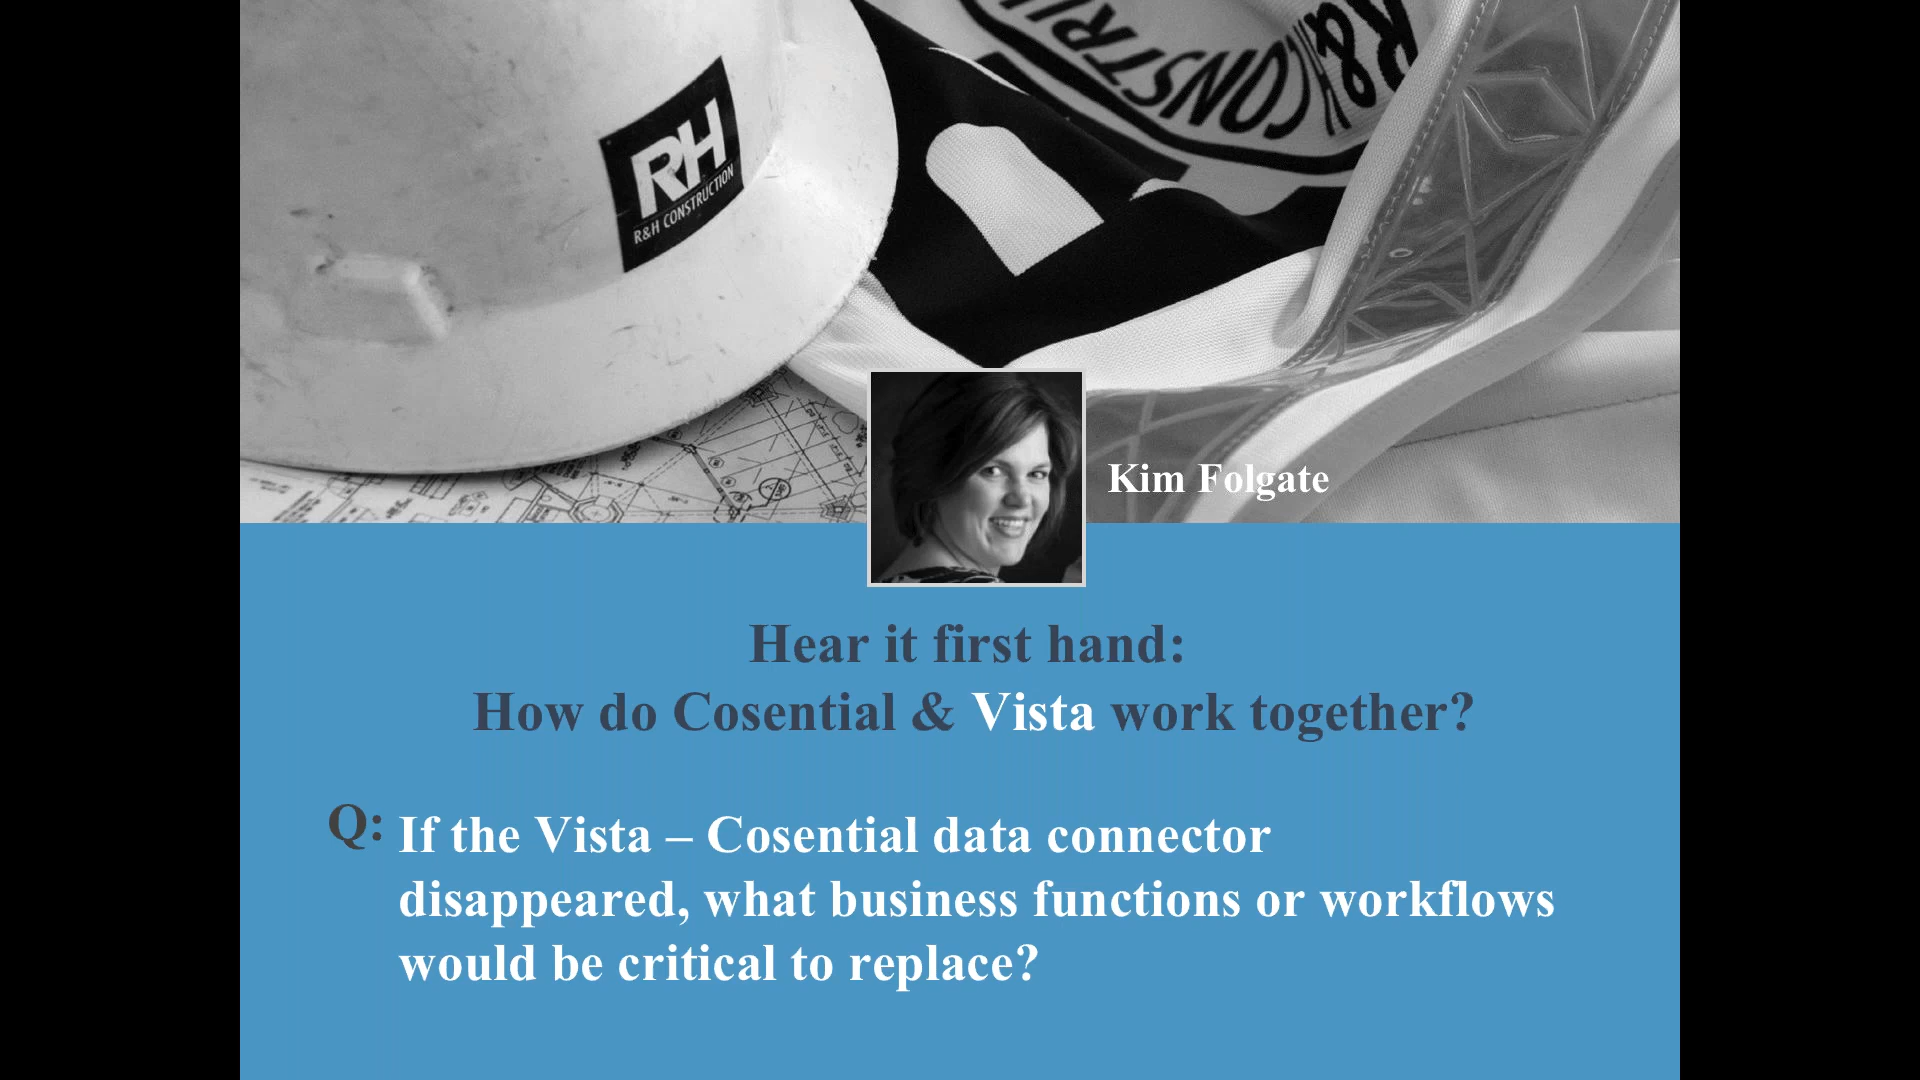 R&H CONSTRU
RH
R&H CONSTRUCTION
Kim Folgate
Hear it first hand:
How do Cosential & Vista work together?
Q: If the Vista – Cosential data connector
disappeared, what business functions or workflows
would be critical to replace?